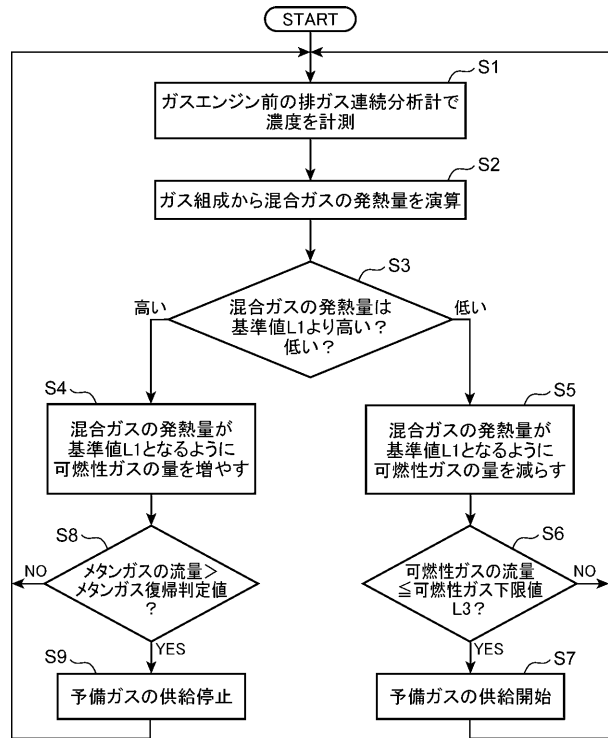 START
S1
ガスエンジン前の排ガス連続分析計で
濃度を計測
S2
ガス組成から混合ガスの発熱量を演算
S3
高い
混合ガスの発熱量は
基準値L1より高い？
低い？
低い
S4
混合ガスの発熱量が
基準値L1となるように
可燃性ガスの量を増やす
S5
混合ガスの発熱量が
基準値L1となるように
可燃性ガスの量を減らす
S8
NO
メタンガスの流量＞
メタンガス復帰判定値
？
YES
S6
可燃性ガスの流量
≦可燃性ガス下限値
L3？
NO
YES
S9
予備ガスの供給停止
S7
予備ガスの供給開始